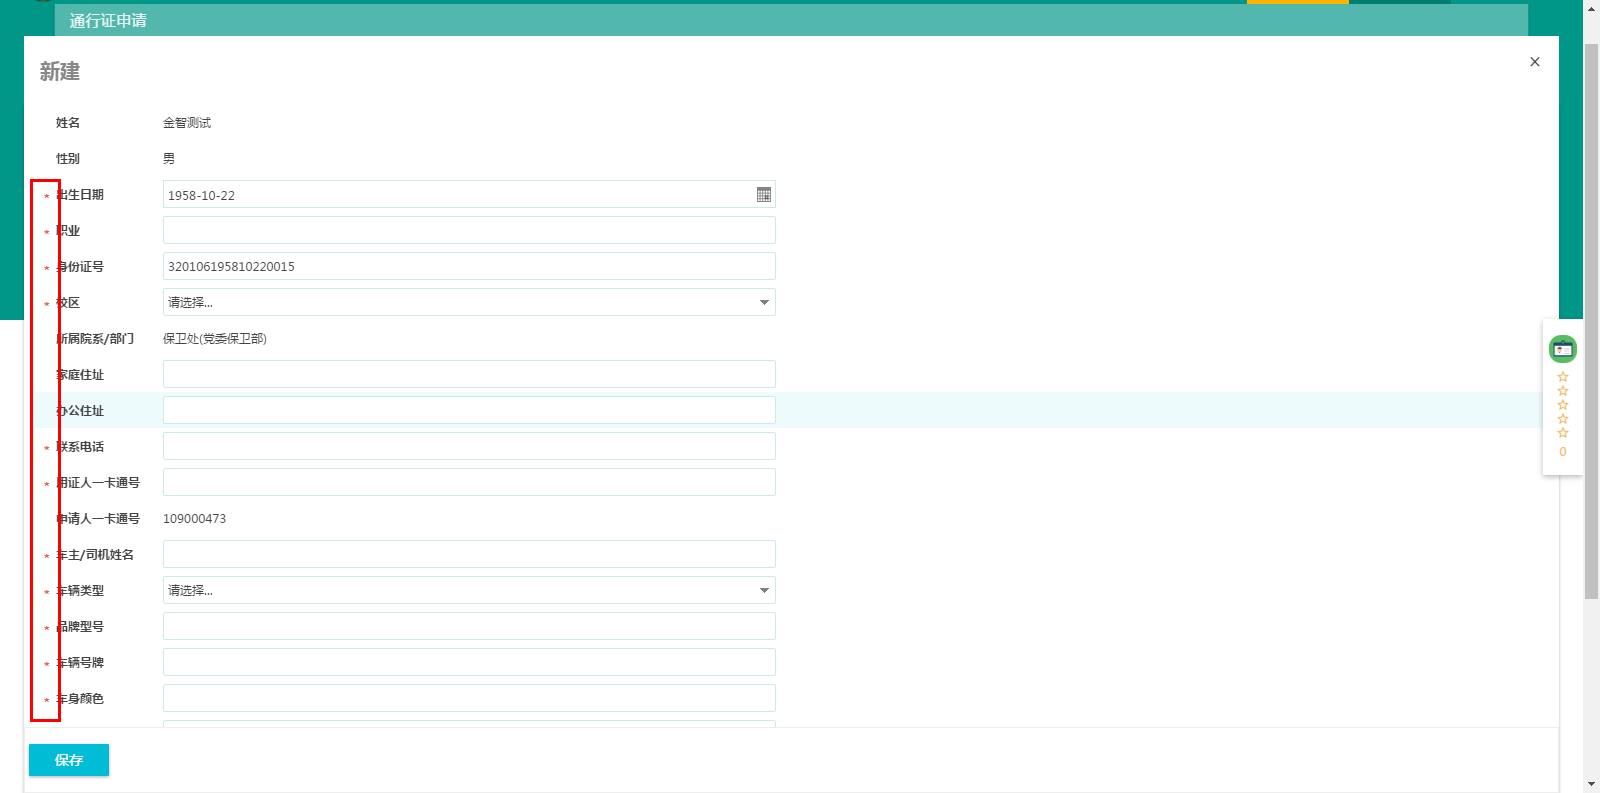 通行证申请
新建
×
姓名 金智测试
性别 男
* 出生日期 1958-10-22
* 职业
* 身份证号 320106195810220015
* 校区 请选择...
所属院系/部门 保卫处(党委保卫部)
家庭住址
办公住址
* 联系电话
* 用证人一卡通号
申请人一卡通号 109000473
* 车主/司机姓名
* 车辆类型 请选择...
* 品牌型号
* 车辆号牌
* 车身颜色
保存
0